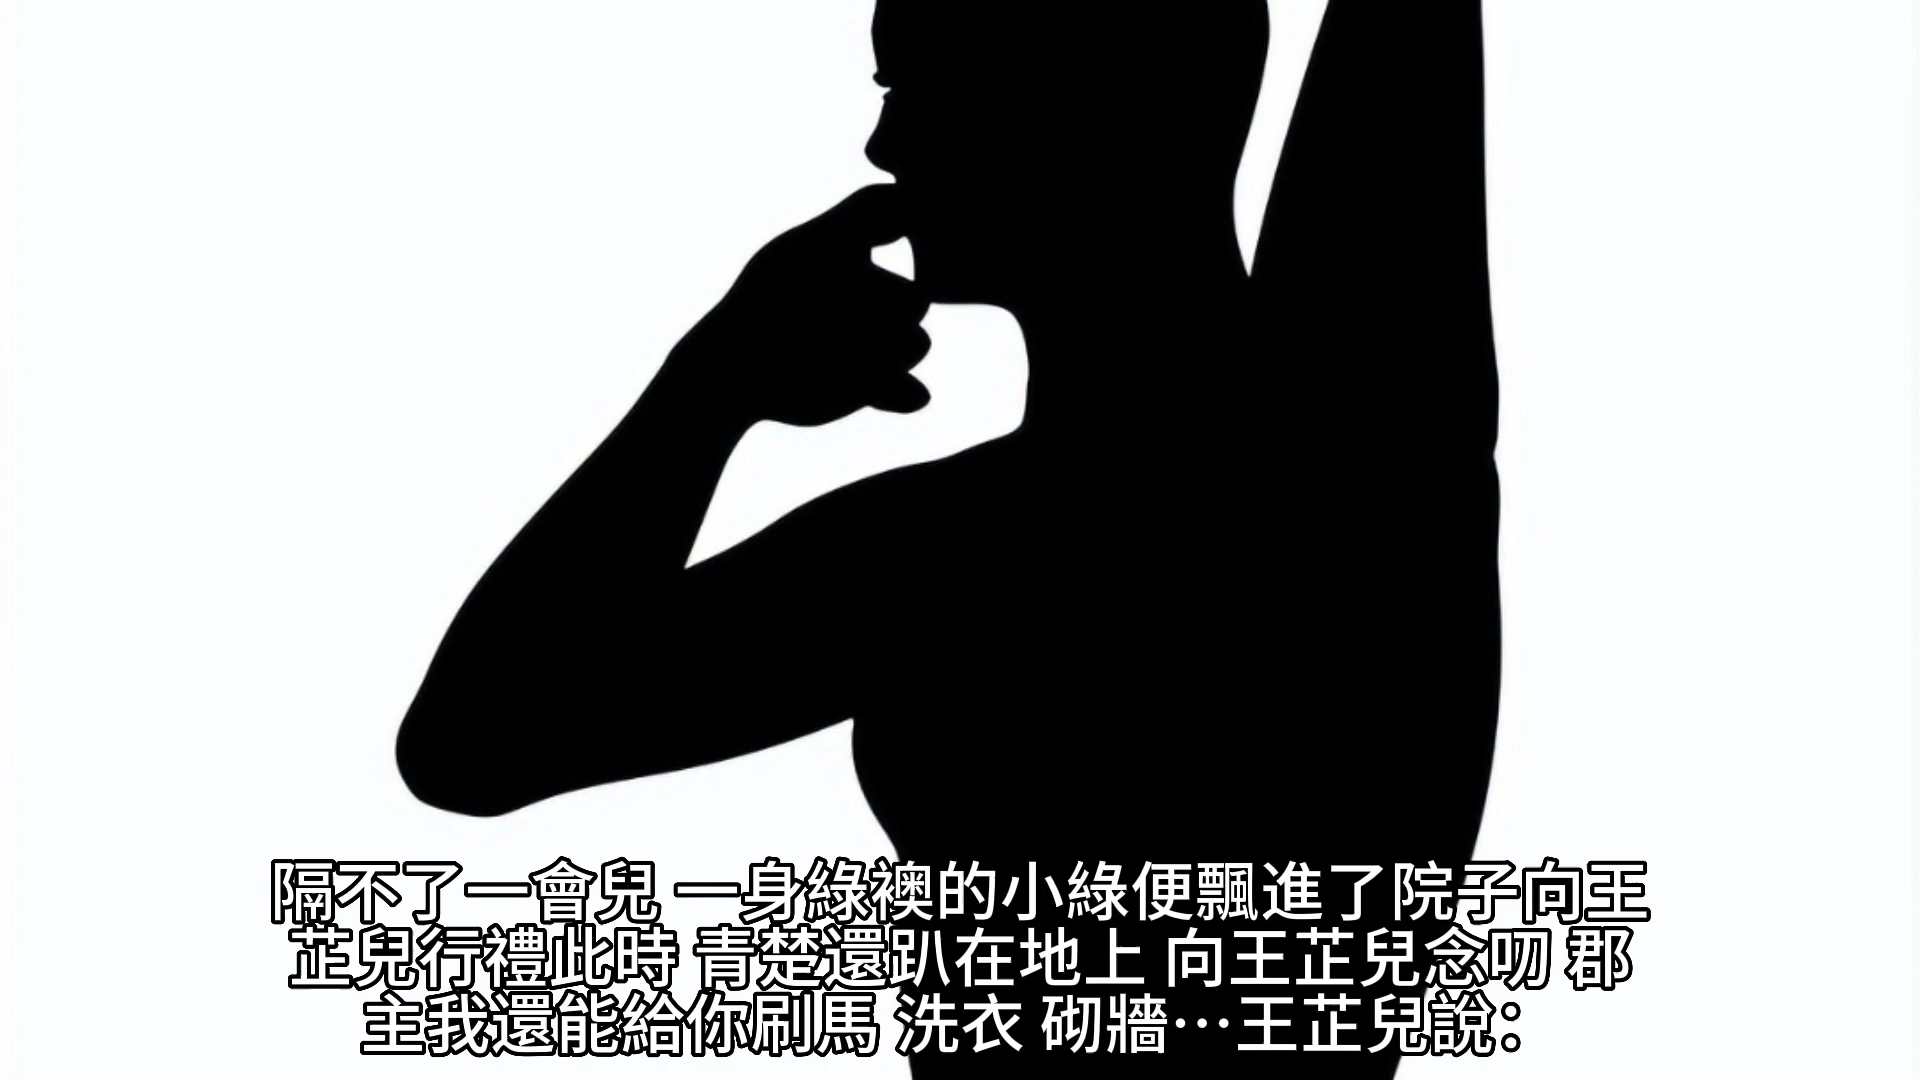 隔不了一會兒 一身綠襖的小綠便飄進了院子向王
芷兒行禮此時 青楚還趴在地上 向王芷兒念叨 郡
主我還能給你刷馬 洗衣 砌牆…王芷兒說：